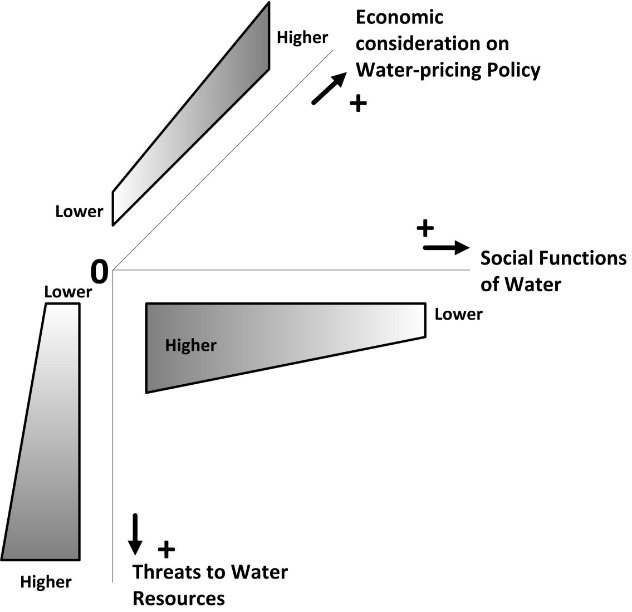 Economic
consideration on
Water-pricing Policy
Higher
+
Lower
+
Social Functions
of Water
0
Lower
Lower
Higher
+
Threats to Water
Resources
Higher